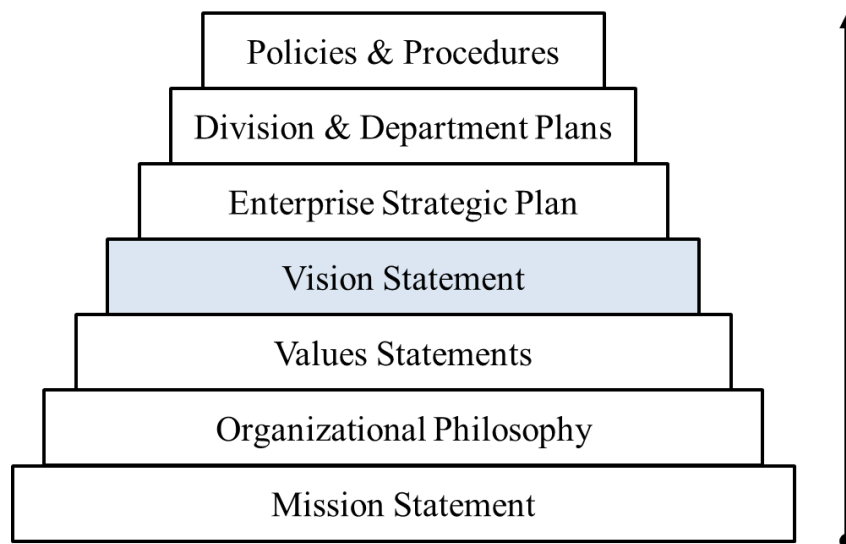 Policies & Procedures
Division & Department Plans
Enterprise Strategic Plan
Vision Statement
Values Statements
Organizational Philosophy
Mission Statement